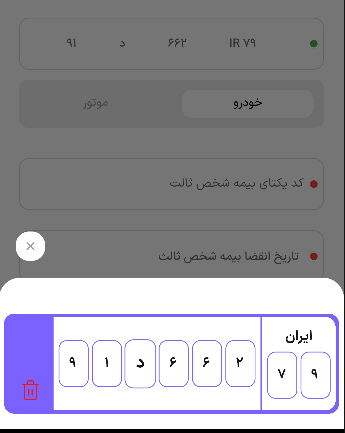 ۹۱ د ۶۶۲ IR ۷۹
خودرو موتور
کد یکتای بیمه شخص ثالث
تاریخ انقضا بیمه شخص ثالث
ایران
۹ ۱ د ۶ ۶ ۲ ۷ ۹